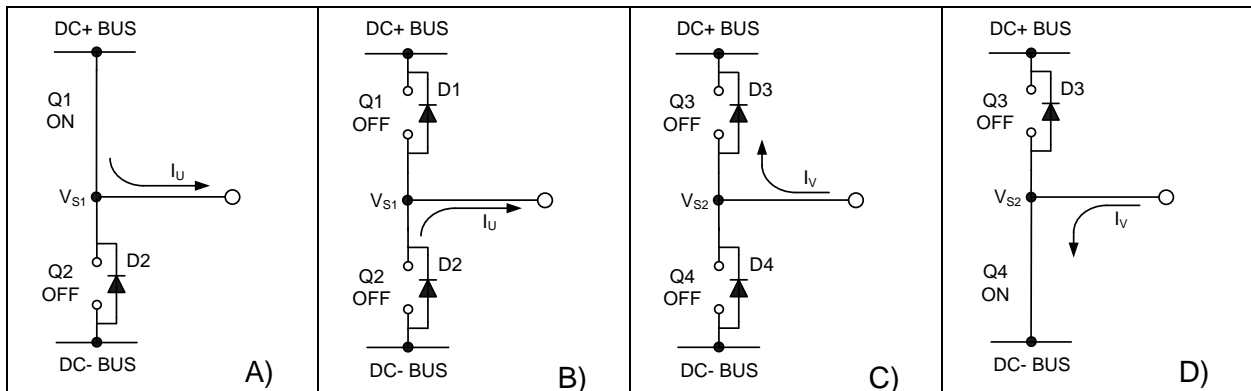 DC+ BUS
Q1
ON
I_U
V_S1
Q2
OFF
D2
DC- BUS
A)
DC+ BUS
Q1
OFF
D1
V_S1
I_U
Q2
OFF
D2
DC- BUS
B)
DC+ BUS
Q3
OFF
D3
I_V
V_S2
Q4
OFF
D4
DC- BUS
C)
DC+ BUS
Q3
OFF
D3
V_S2
I_V
Q4
ON
DC- BUS
D)